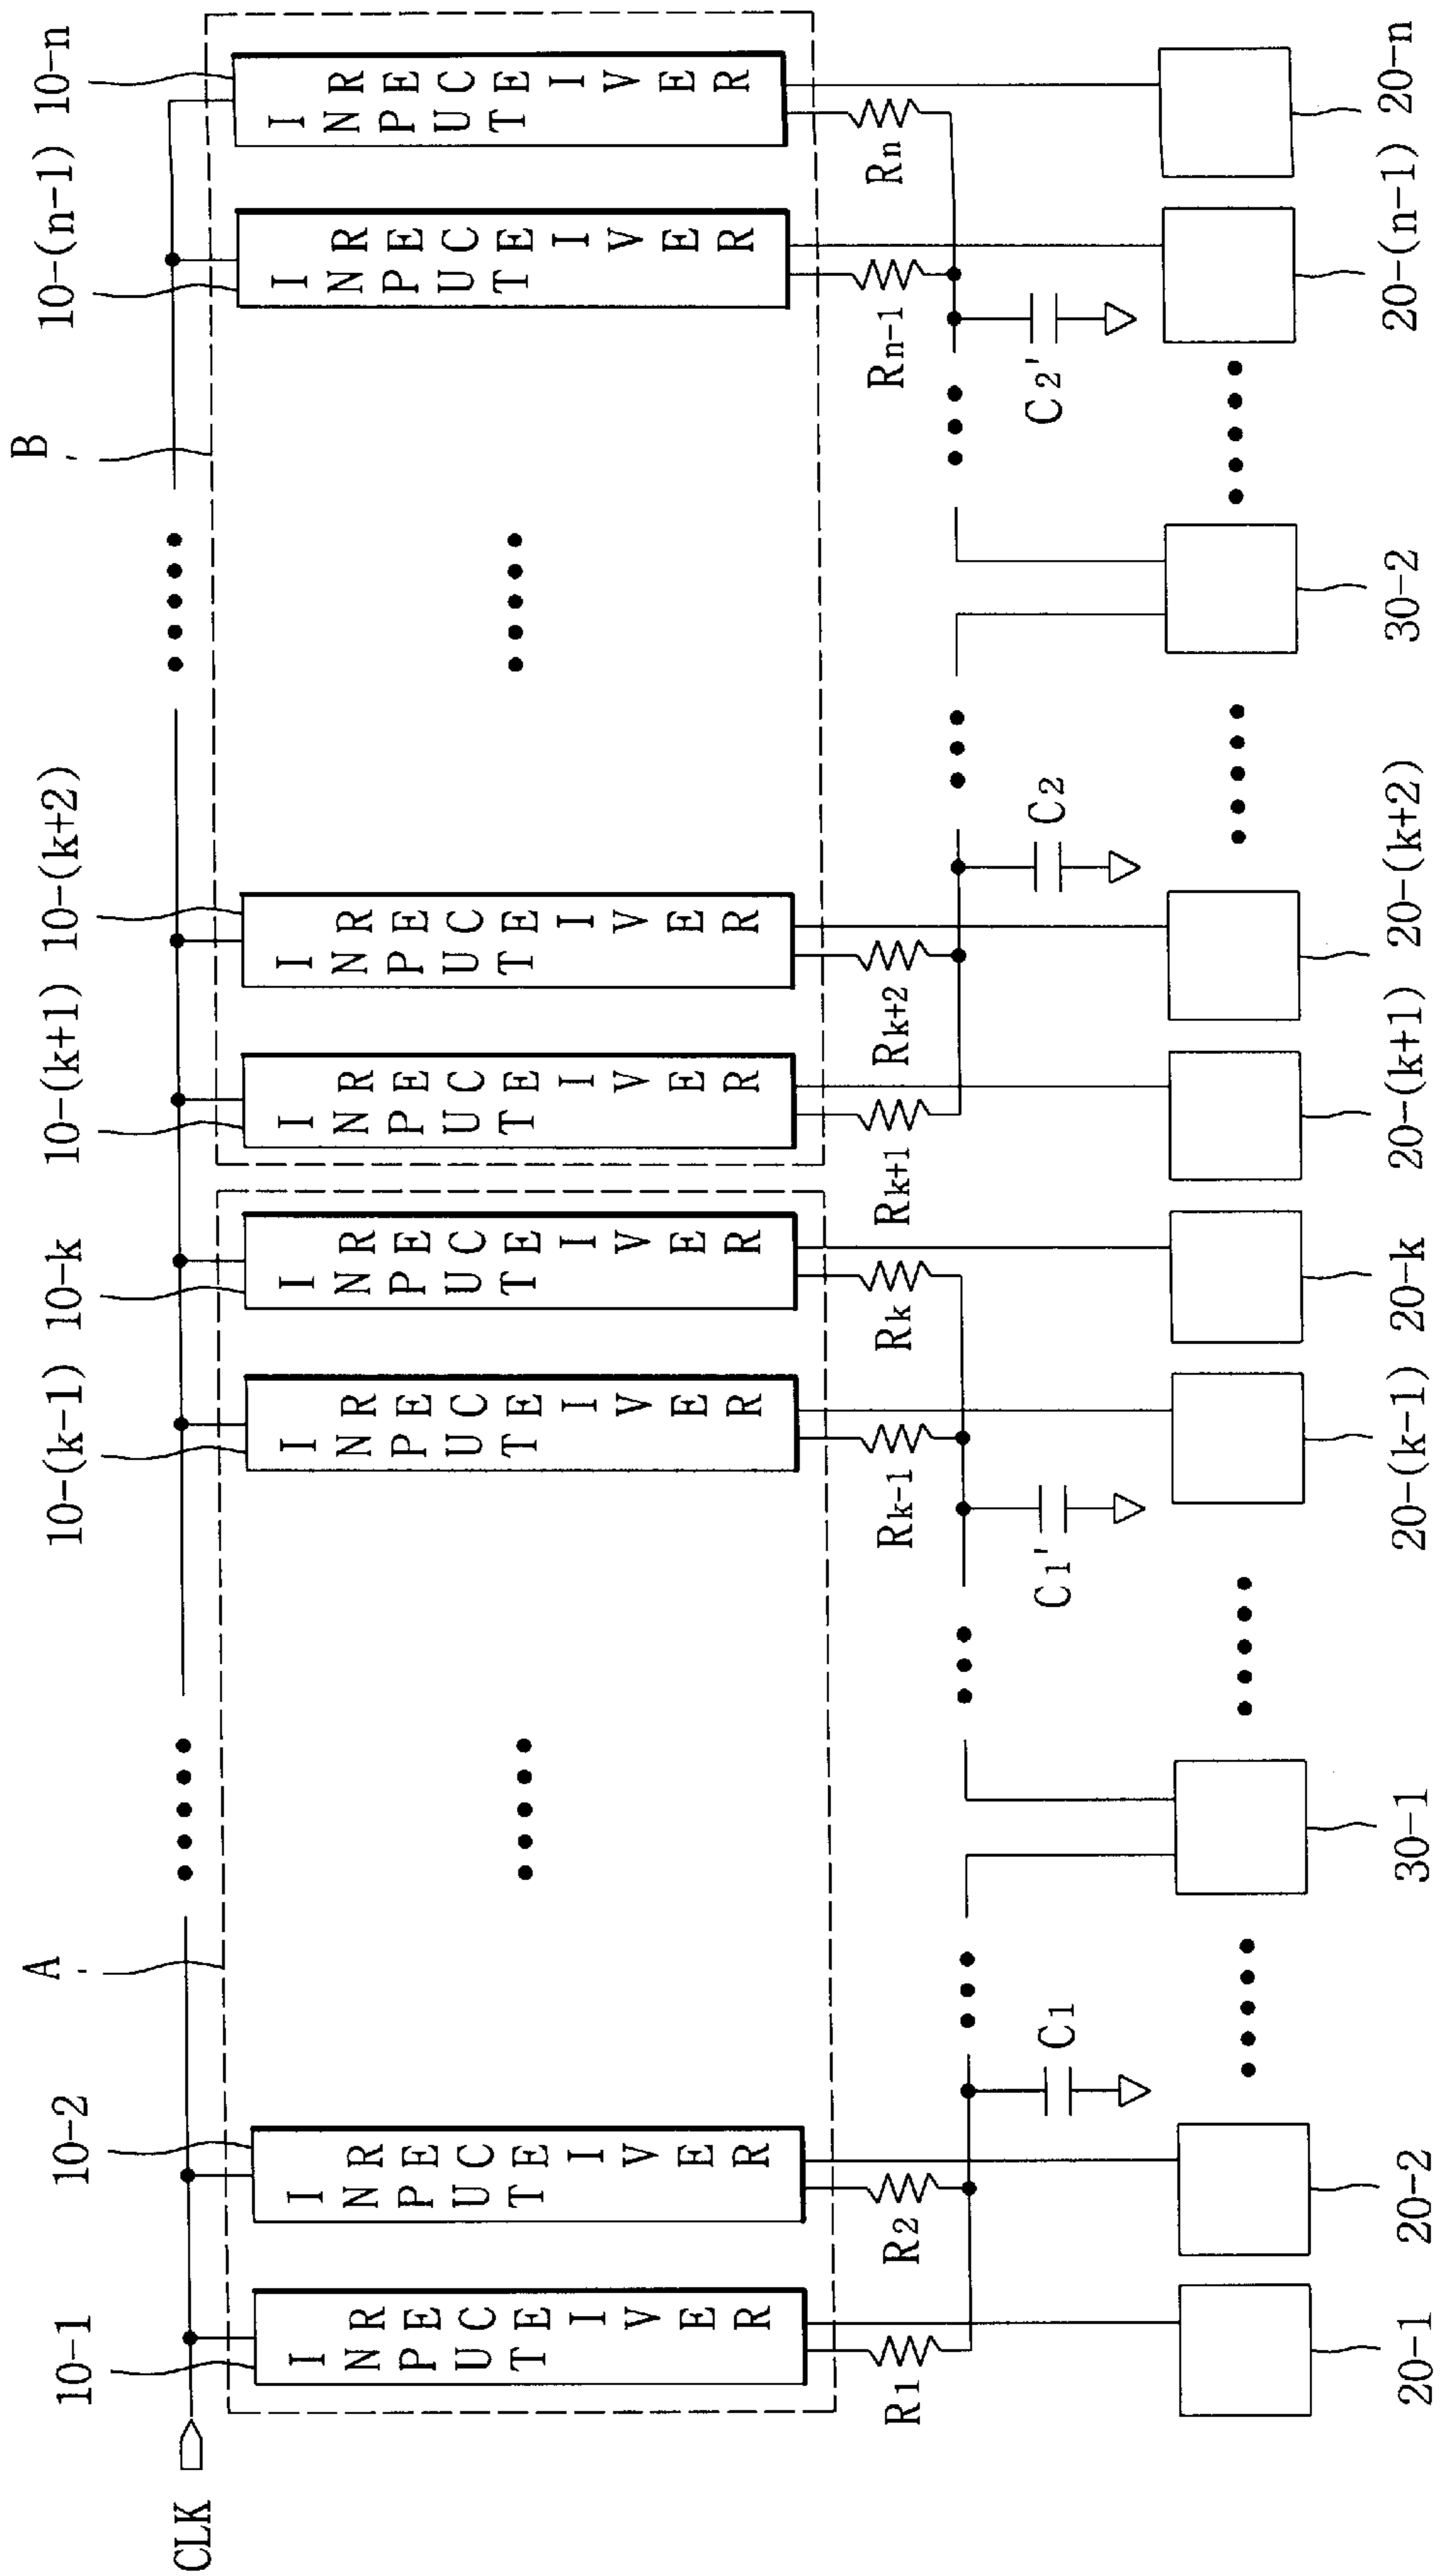 10-1
10-2
10-(k-1)
10-k
10-(k+1)
10-(k+2)
10-(n-1)
10-n
A
B
CLK
INPUT RECEIVER
INPUT RECEIVER
INPUT RECEIVER
INPUT RECEIVER
INPUT RECEIVER
INPUT RECEIVER
INPUT RECEIVER
INPUT RECEIVER
R1
R2
Rk-1
Rk
Rk+1
Rk+2
Rn-1
Rn
C1
C1'
C2
C2'
20-1
20-2
30-1
20-(k-1)
20-k
20-(k+1)
20-(k+2)
30-2
20-(n-1)
20-n